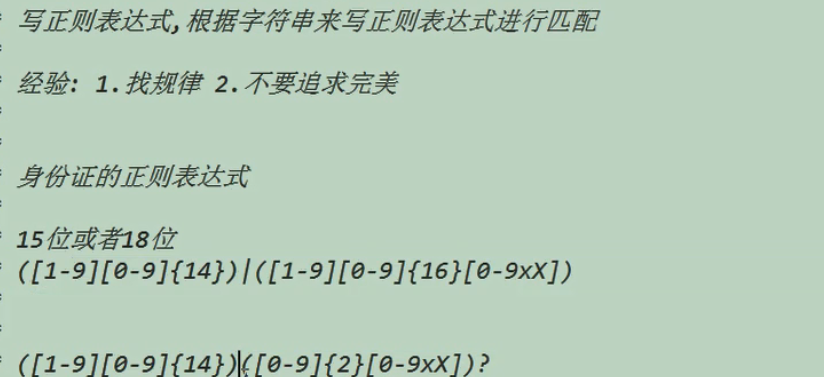 写正则表达式,根据字符串来写正则表达式进行匹配
经验: 1.找规律 2.不要追求完美
身份证的正则表达式
15位或者18位
([1-9][0-9]{14})|([1-9][0-9]{16}[0-9xX])
([1-9][0-9]{14})([0-9]{2}[0-9xX])?